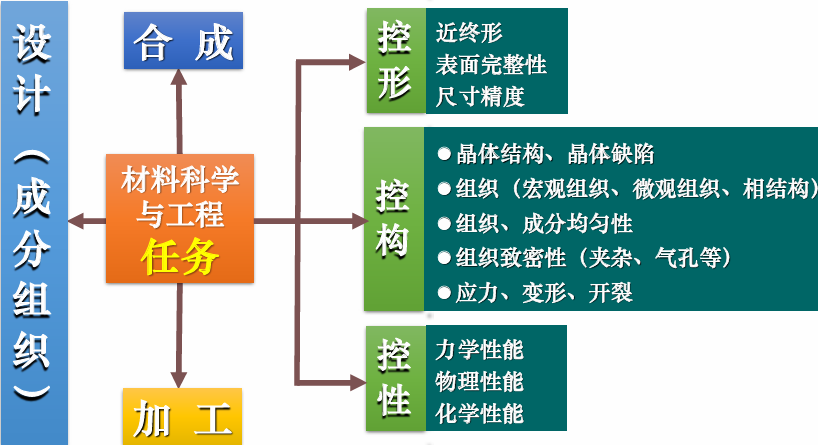 设计（成分组织）
合 成
材料科学
与工程
任务
加 工
控形
近终形
表面完整性
尺寸精度
控构
●晶体结构、晶体缺陷
●组织（宏观组织、微观组织、相结构）
●组织、成分均匀性
●组织致密性（夹杂、气孔等）
●应力、变形、开裂
控性
力学性能
物理性能
化学性能